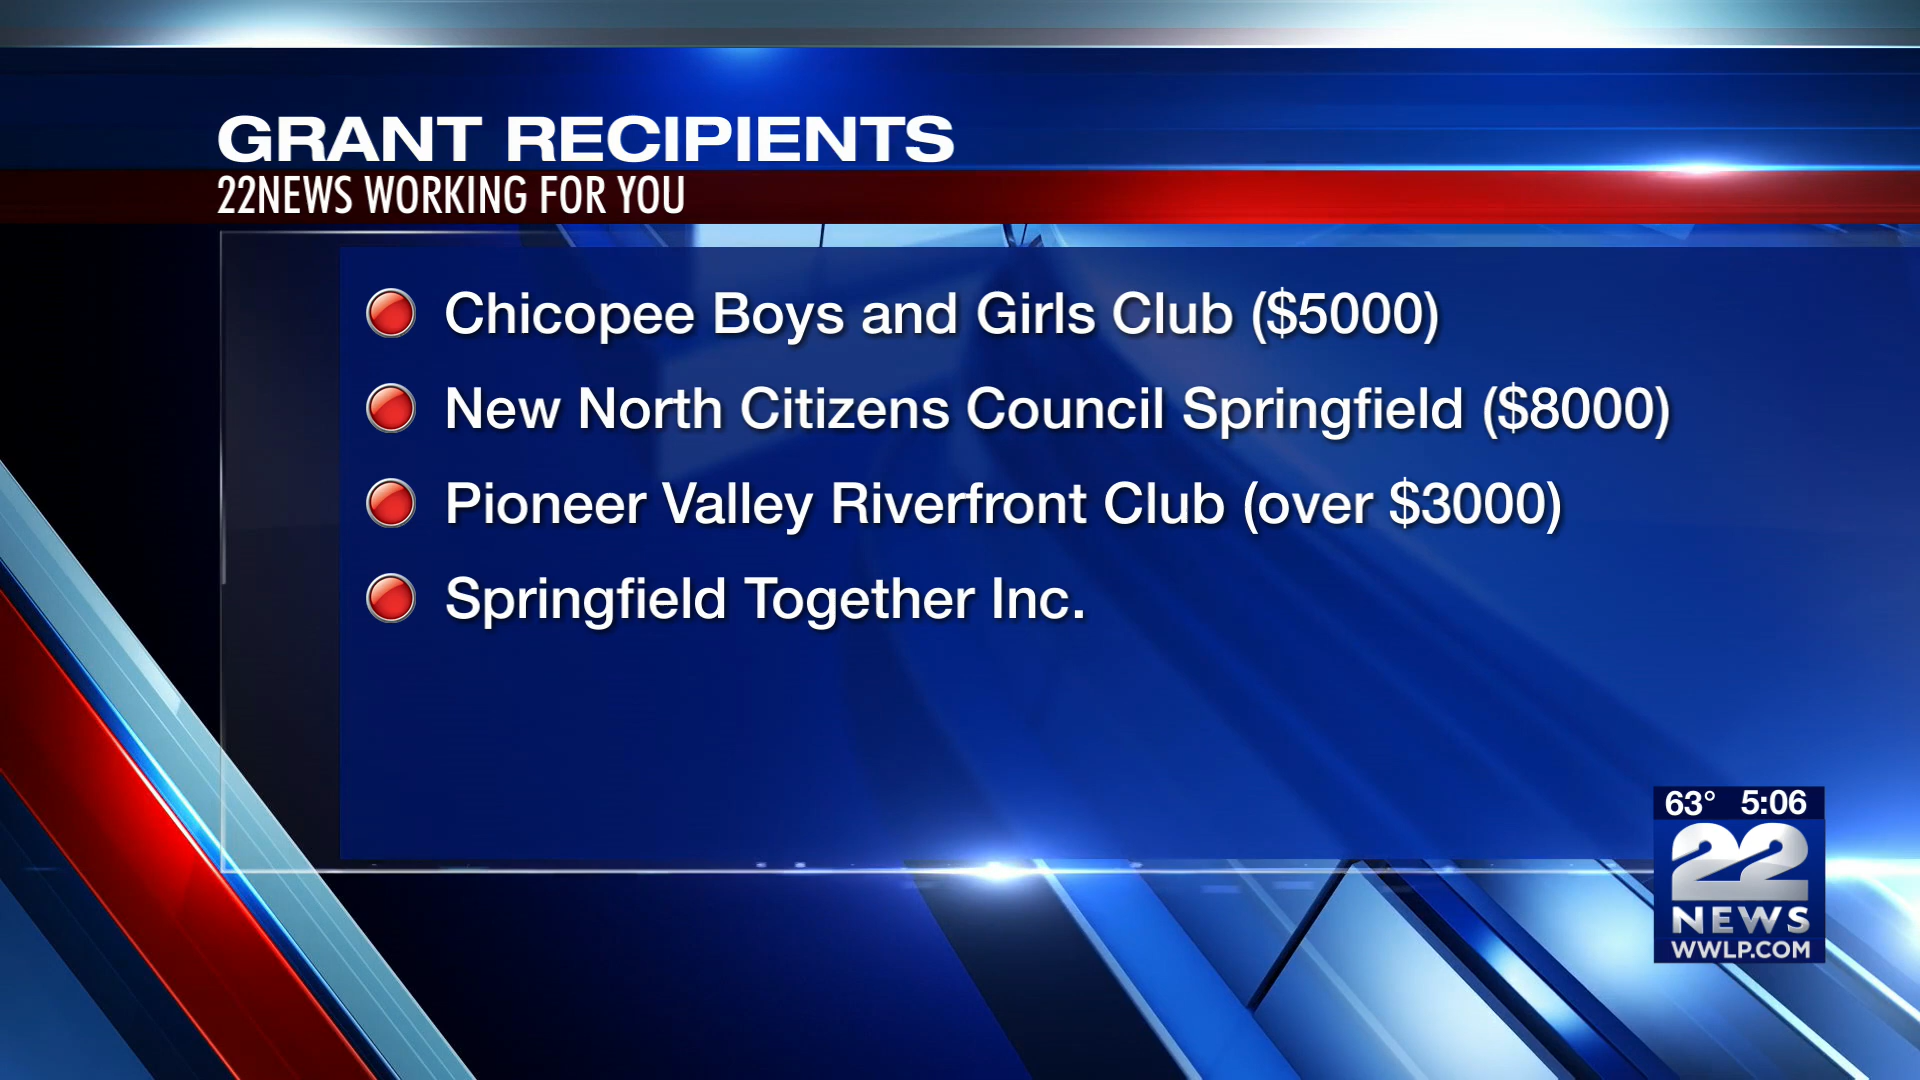 GRANT RECIPIENTS
22NEWS WORKING FOR YOU
Chicopee Boys and Girls Club ($5000)
New North Citizens Council Springfield ($8000)
Pioneer Valley Riverfront Club (over $3000)
Springfield Together Inc.
63° 5:06
22
NEWS
WWLP.COM